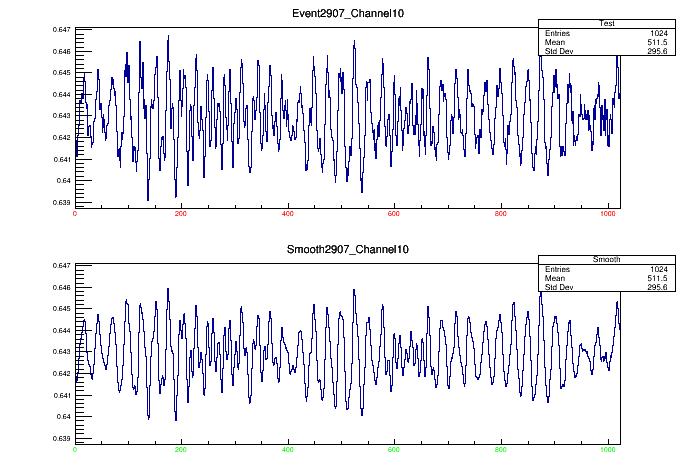 Event2907_Channel10
Test
Entries 1024
Mean 511.5
Std Dev 295.6
0.647
0.646
0.645
0.644
0.643
0.642
0.641
0.64
0.639
0 200 400 600 800 1000
Smooth2907_Channel10
Smooth
Entries 1024
Mean 511.5
Std Dev 295.6
0.647
0.646
0.645
0.644
0.643
0.642
0.641
0.64
0.639
0 200 400 600 800 1000